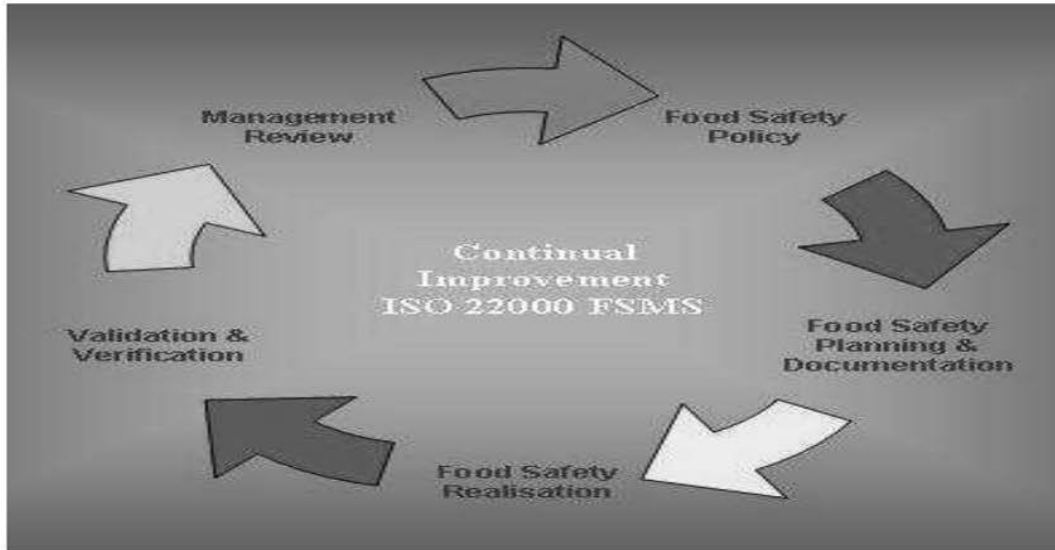 Management
Review
Food Safety
Policy
Continual
Improvement
ISO 22000 FSMS
Food Safety
Planning &
Documentation
Validation &
Verification
Food Safety
Realisation